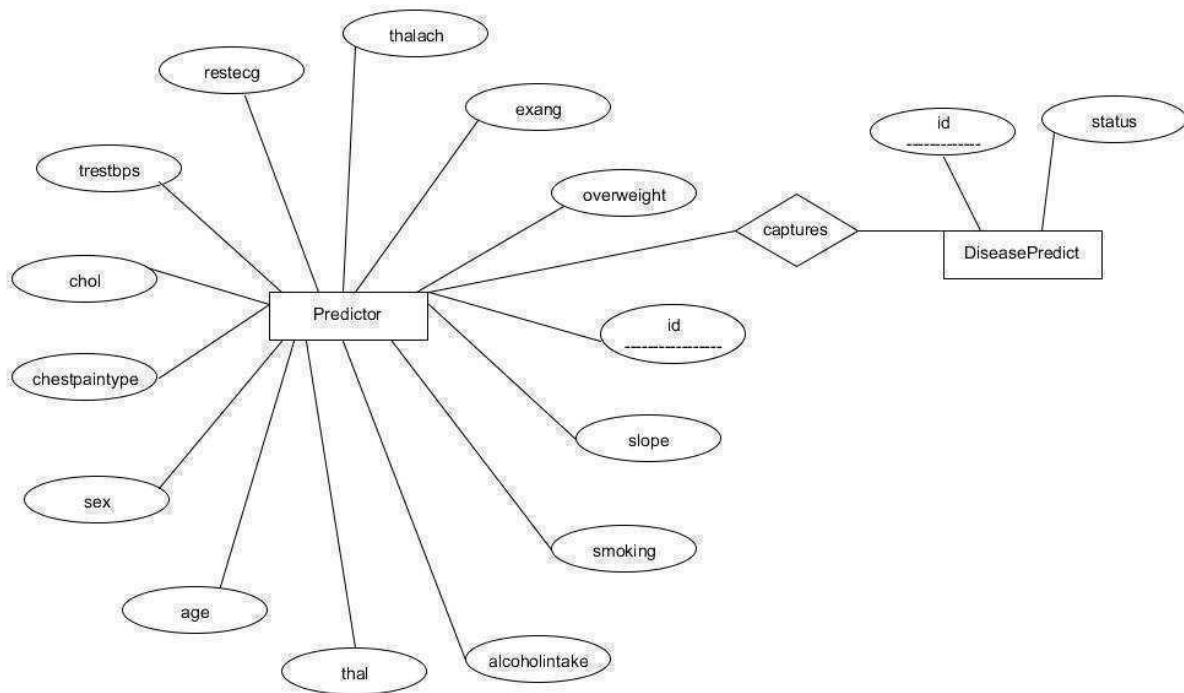 thalach
restecg
exang
id
status
trestbps
overweight
captures
DiseasePredict
chol
Predictor
id
chestpaintype
slope
sex
smoking
age
thal
alcoholintake